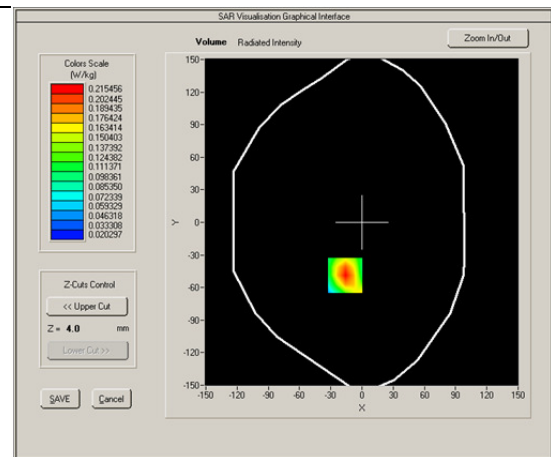 SAR Visualisation Graphical Interface
Volume Radiated Intensity
Zoom In/Out
Colors Scale
(W/kg)
0.215456
0.202445
0.189435
0.176424
0.163414
0.150403
0.137392
0.124382
0.111371
0.098361
0.085350
0.072339
0.059329
0.046318
0.033308
0.020297
Z-Cuts Control
<< Upper Cut
Z = 4.0 mm
Lower Cut >>
SAVE Cancel
150-
120-
90-
60-
30-
0-
-30-
-60-
-90-
-120-
-150-
Y
-150 -120 -90 -60 -30 0 30 60 90 120 150
X